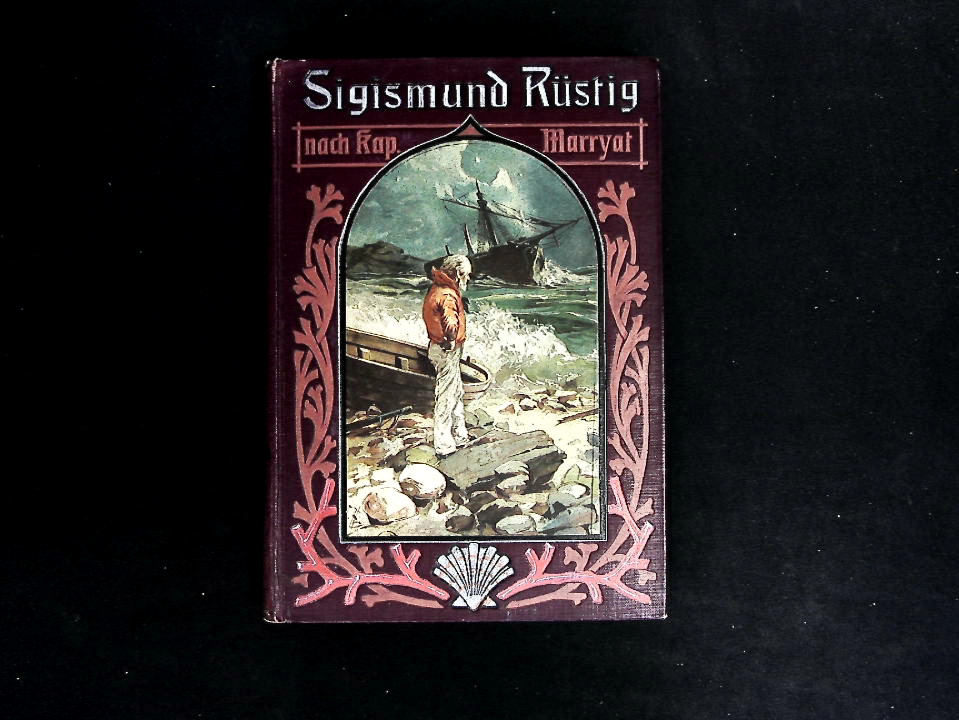 Sigismund Rüstig
nach Kap. Marryat